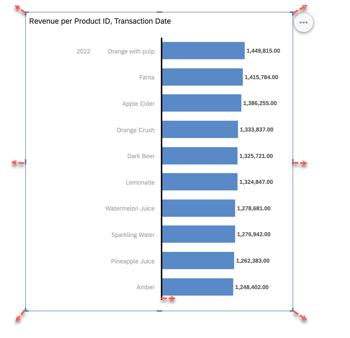 Revenue per Product ID, Transaction Date
2022 Orange with pulp 1,449,815.00
Fanta 1,415,784.00
Apple Cider 1,386,255.00
Orange Crush 1,333,837.00
Dark Beer 1,325,721.00
Lemonade 1,324,847.00
Watermelon Juice 1,278,681.00
Sparkling Water 1,276,942.00
Pineapple Juice 1,262,383.00
Amber 1,248,402.00